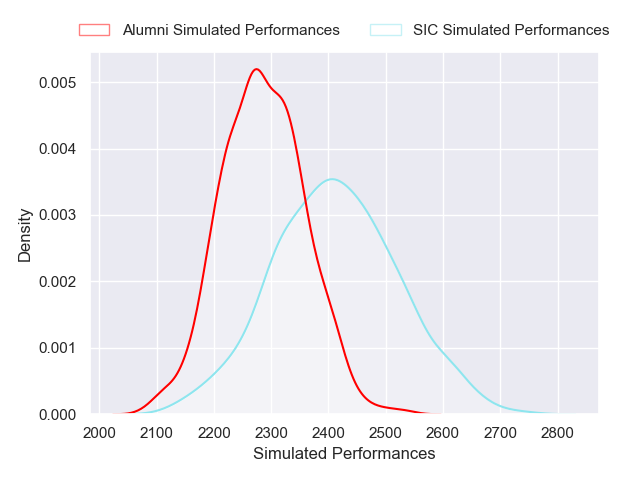 Alumni Simulated Performances SIC Simulated Performances
0.005
0.004
0.003
0.002
0.001
0.000
Density
2000 2100 2200 2300 2400 2500 2600 2700 2800
Simulated Performances